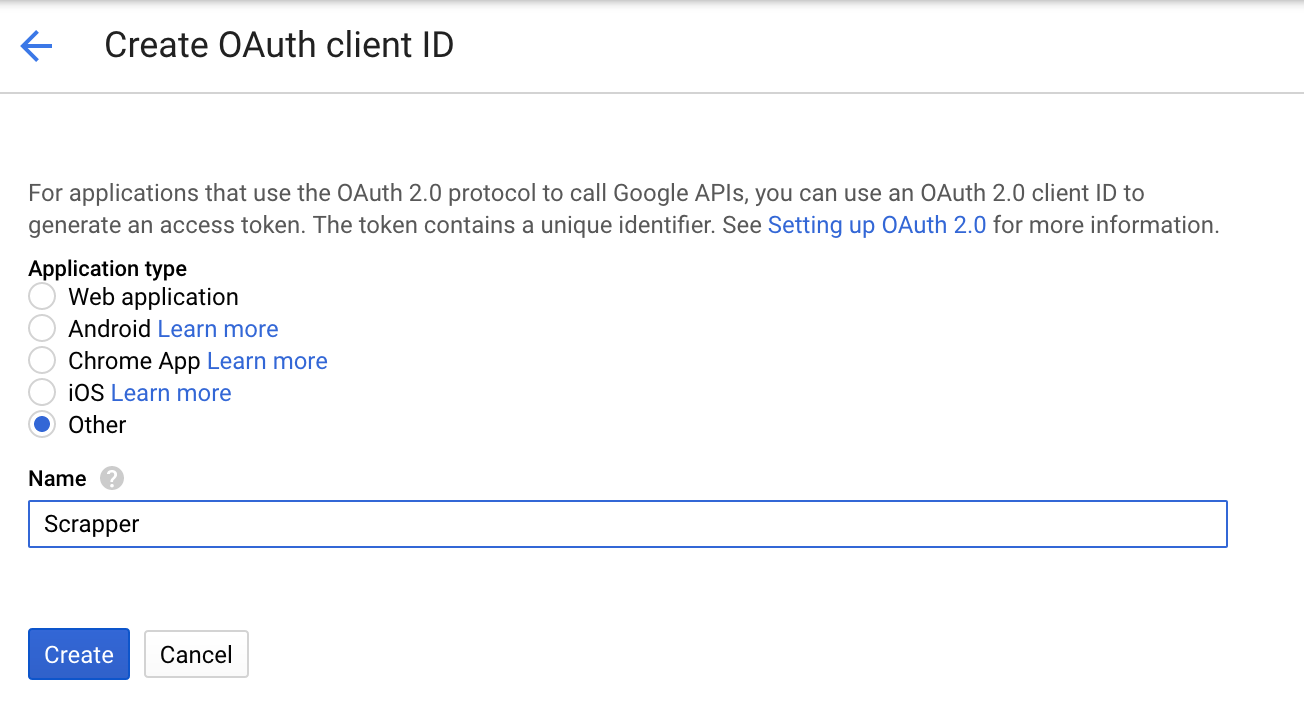 Create OAuth client ID
For applications that use the OAuth 2.0 protocol to call Google APIs, you can use an OAuth 2.0 client ID to
generate an access token. The token contains a unique identifier. See Setting up OAuth 2.0 for more information.
Application type
Web application
Android Learn more
Chrome App Learn more
iOS Learn more
Other
Name ?
Scrapper
Create Cancel